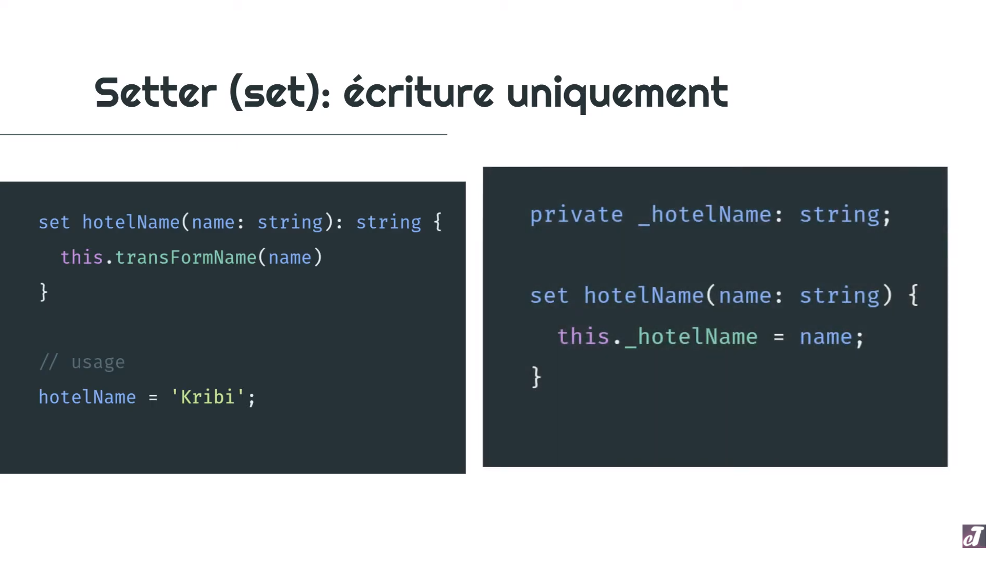 Setter (set): écriture uniquement
set hotelName(name: string): string {
this.transFormName(name)
}
// usage
hotelName = 'Kribi';
private _hotelName: string;
set hotelName(name: string) {
this._hotelName = name;
}
eT